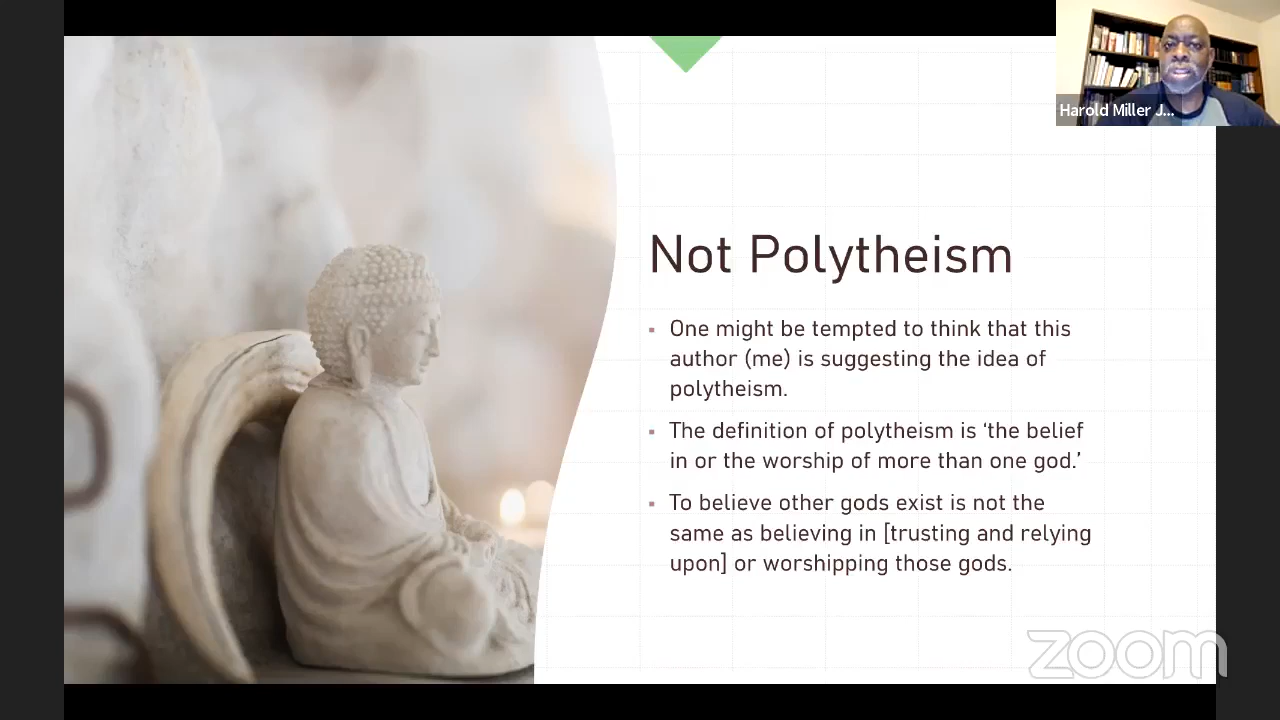 Harold Miller J...
Not Polytheism
▪ One might be tempted to think that this
author (me) is suggesting the idea of
polytheism.
▪ The definition of polytheism is ‘the belief
in or the worship of more than one god.’
▪ To believe other gods exist is not the
same as believing in [trusting and relying
upon] or worshipping those gods.
zoom